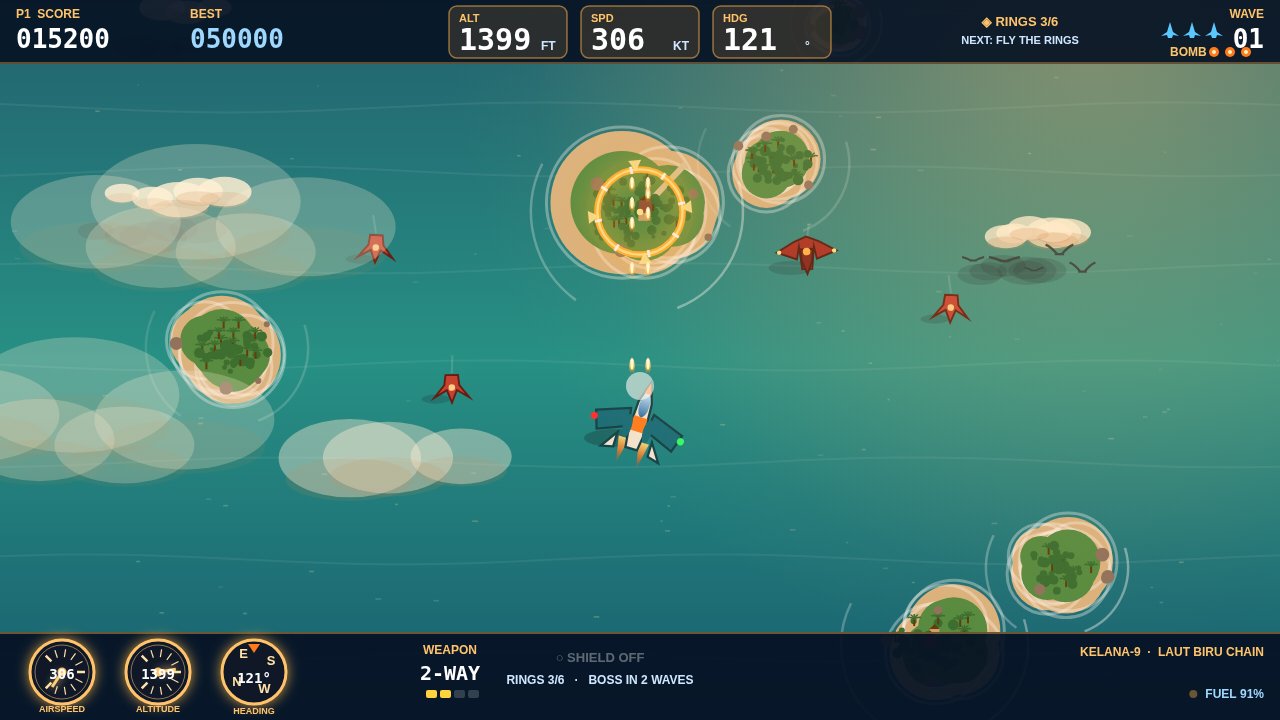 P1 SCORE
015200
BEST
050000
ALT
1399 FT
SPD
306 KT
HDG
121 °
◈ RINGS 3/6
NEXT: FLY THE RINGS
WAVE
01
BOMB
306
AIRSPEED
1399
ALTITUDE
E
S
N
W
121°
HEADING
WEAPON
2-WAY
○ SHIELD OFF
RINGS 3/6 · BOSS IN 2 WAVES
KELANA-9 · LAUT BIRU CHAIN
FUEL 91%